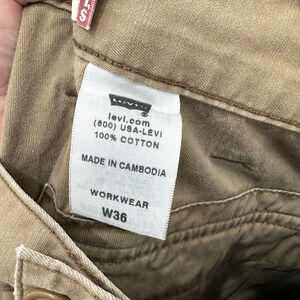 LEVI'S
levi.com
(800) USA-LEVI
100% COTTON
MADE IN CAMBODIA
WORKWEAR
W36